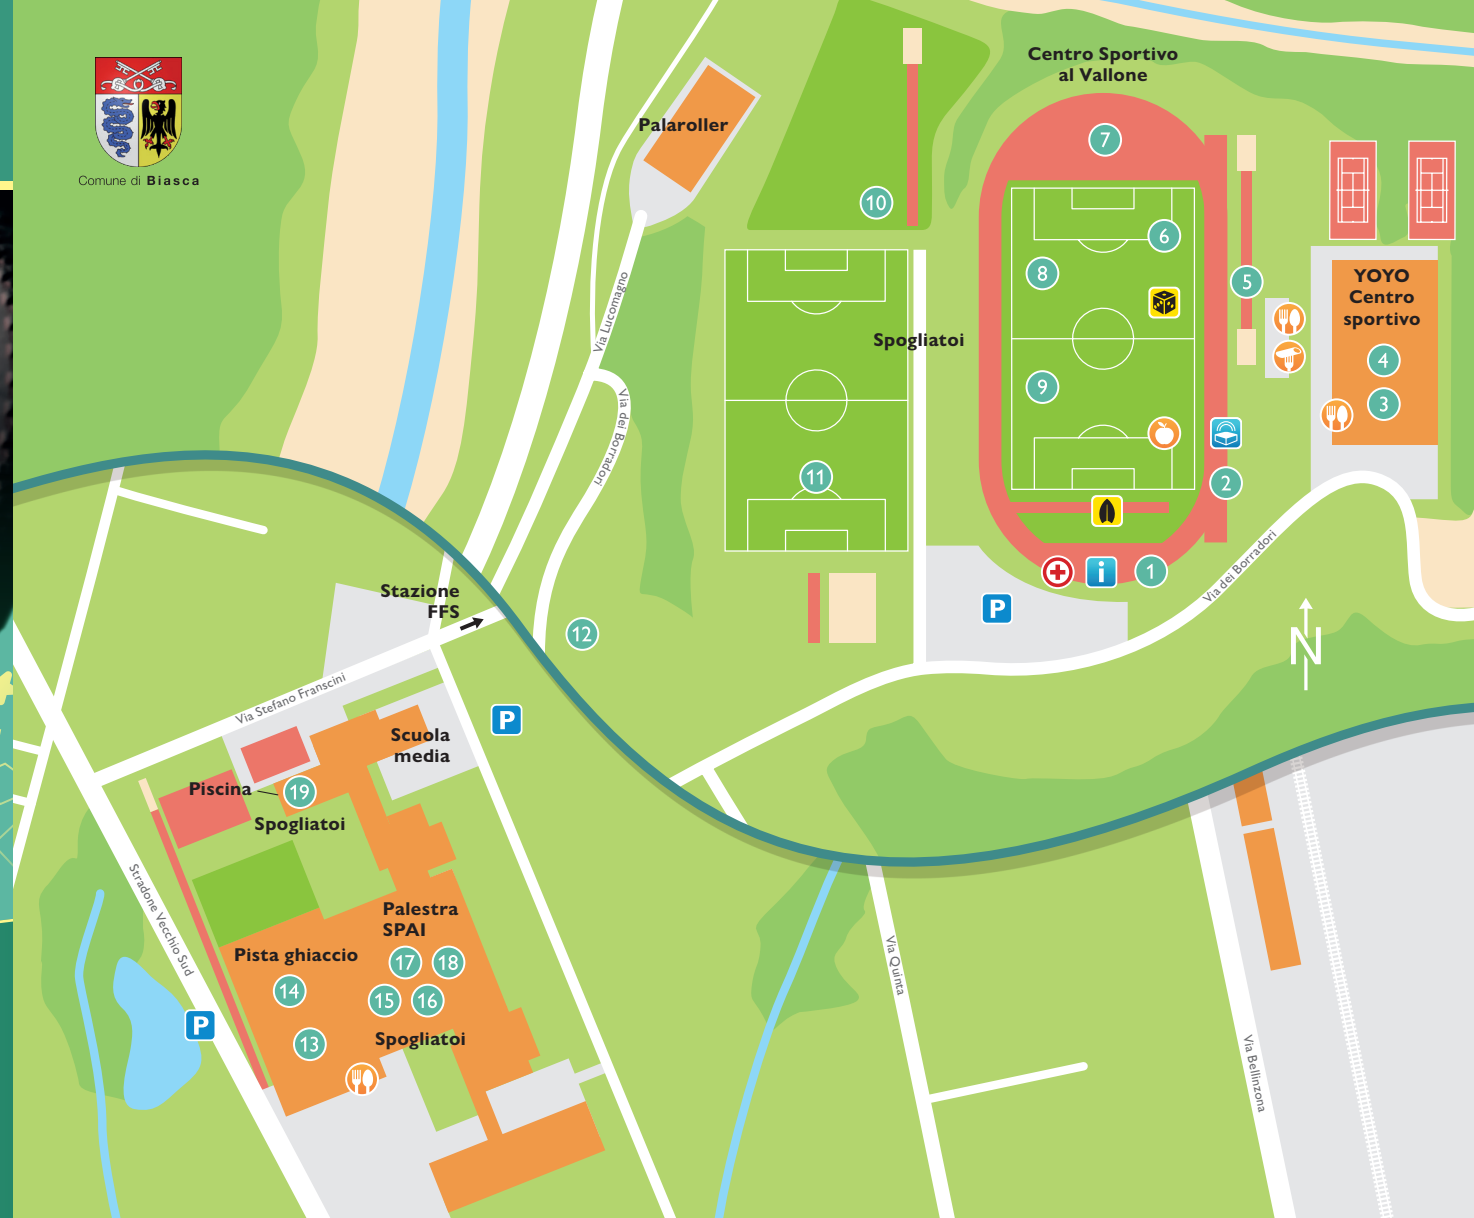 Comune di Biasca
Centro Sportivo
al Vallone
Palaroller
7
10
6
8
5
YOYO
Centro
sportivo
4
3
Spogliatoi
9
2
11
1
i
P
12
Via Lucomagno
Via dei Borradori
Via dei Borradori
N
Stazione
FFS
Via Stefano Franscini
P
Scuola
media
Piscina
19
Spogliatoi
Stradone Vecchio Sud
Palestra
SPAI
Pista ghiaccio
17
18
14
15
16
P
13
Spogliatoi
Via Quinta
Via Bellinzona